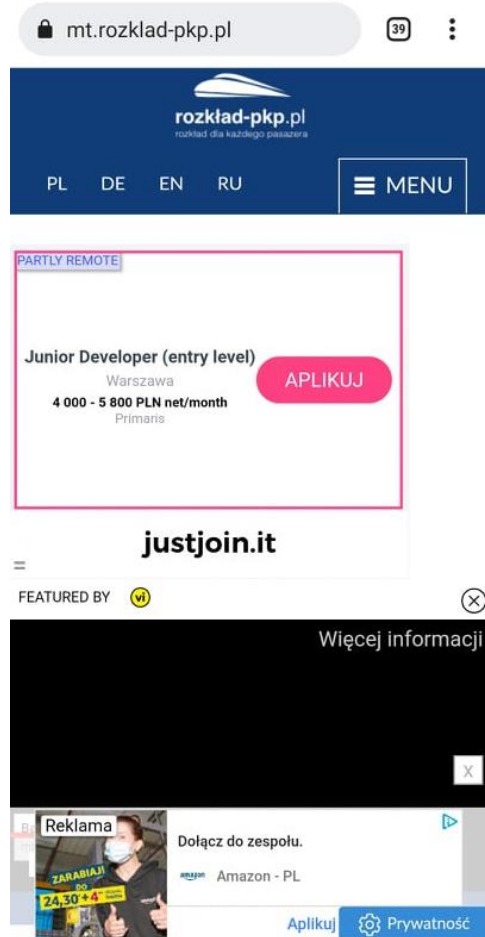 mt.rozklad-pkp.pl
39
rozkład-pkp.pl
rozkład dla każdego pasażera
PL DE EN RU
MENU
PARTLY REMOTE
Junior Developer (entry level)
Warszawa
4 000 - 5 800 PLN net/month
Primaris
APLIKUJ
justjoin.it
FEATURED BY vi
Więcej informacji
X
Reklama
ZARABIAJ!
DO
24,30+4
Dołącz do zespołu.
amazon
Amazon - PL
Aplikuj
Prywatność